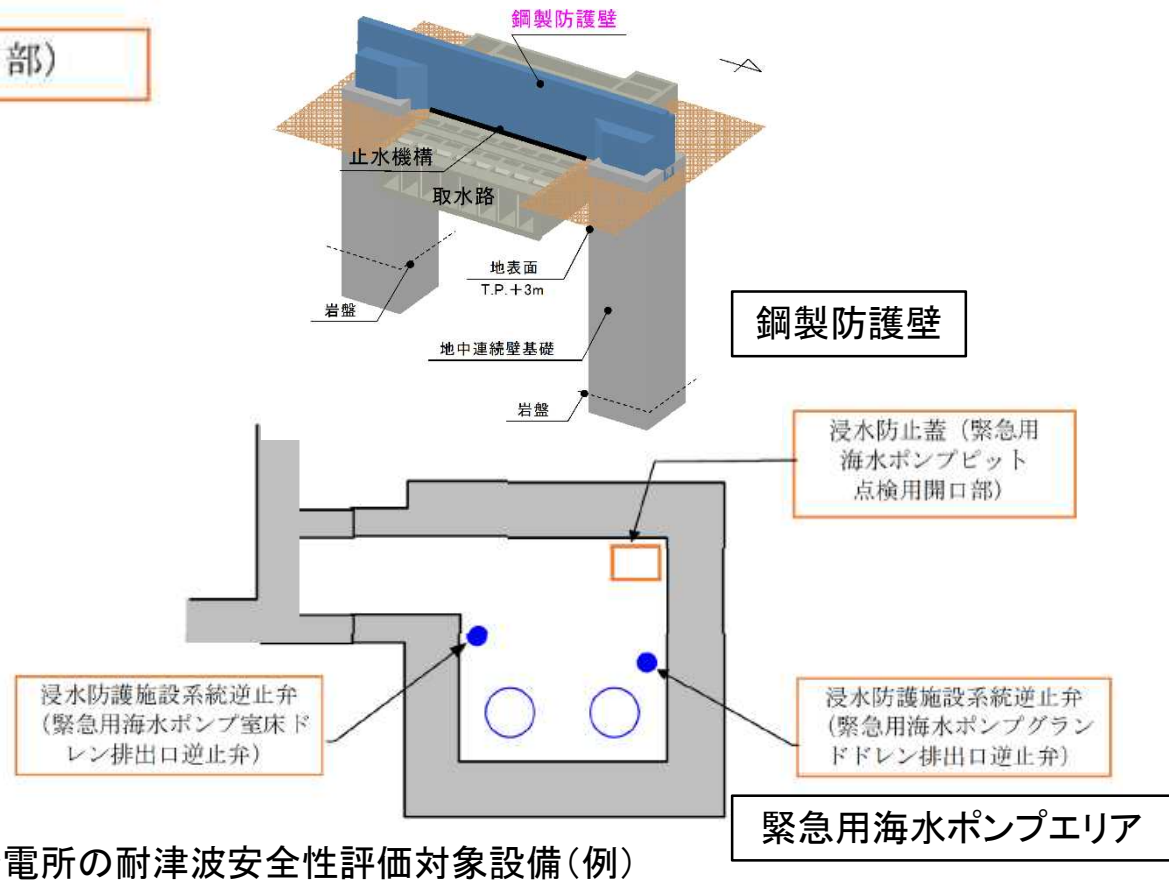 部)
鋼製防護壁
止水機構
取水路
地表面
T.P.+3m
岩盤
地中連続壁基礎
岩盤
鋼製防護壁
浸水防止蓋（緊急用
海水ポンプピット
点検用開口部）
浸水防護施設系統逆止弁
（緊急用海水ポンプ室床ド
レン排出口逆止弁）
浸水防護施設系統逆止弁
（緊急用海水ポンプグラン
ドドレン排出口逆止弁）
緊急用海水ポンプエリア
電所の耐津波安全性評価対象設備（例）